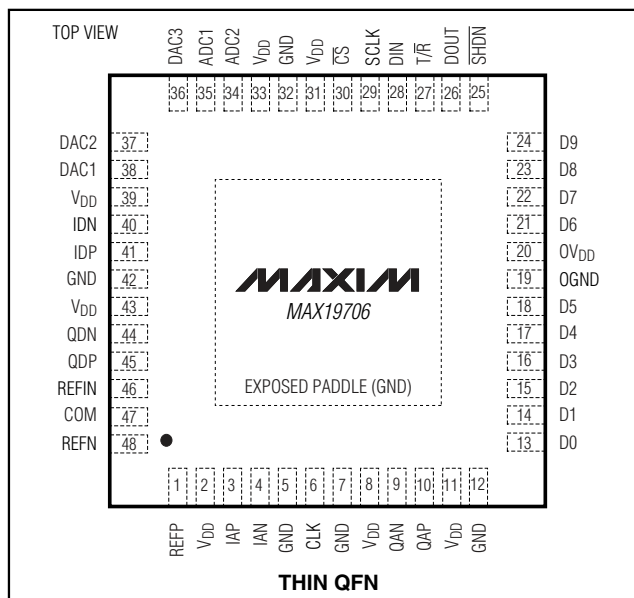 TOP VIEW
DAC3 ADC1 ADC2 VDD GND VDD CS SCLK DIN T/R DOUT SHDN
36 35 34 33 32 31 30 29 28 27 26 25
DAC2 37
DAC1 38
VDD 39
IDN 40
IDP 41
GND 42
VDD 43
QDN 44
QDP 45
REFIN 46
COM 47
REFN 48
MAXIM
MAX19706
EXPOSED PADDLE (GND)
24 D9
23 D8
22 D7
21 D6
20 OVDD
19 OGND
18 D5
17 D4
16 D3
15 D2
14 D1
13 D0
1 2 3 4 5 6 7 8 9 10 11 12
REFP VDD IAP IAN GND CLK GND VDD QAN QAP VDD GND
THIN QFN